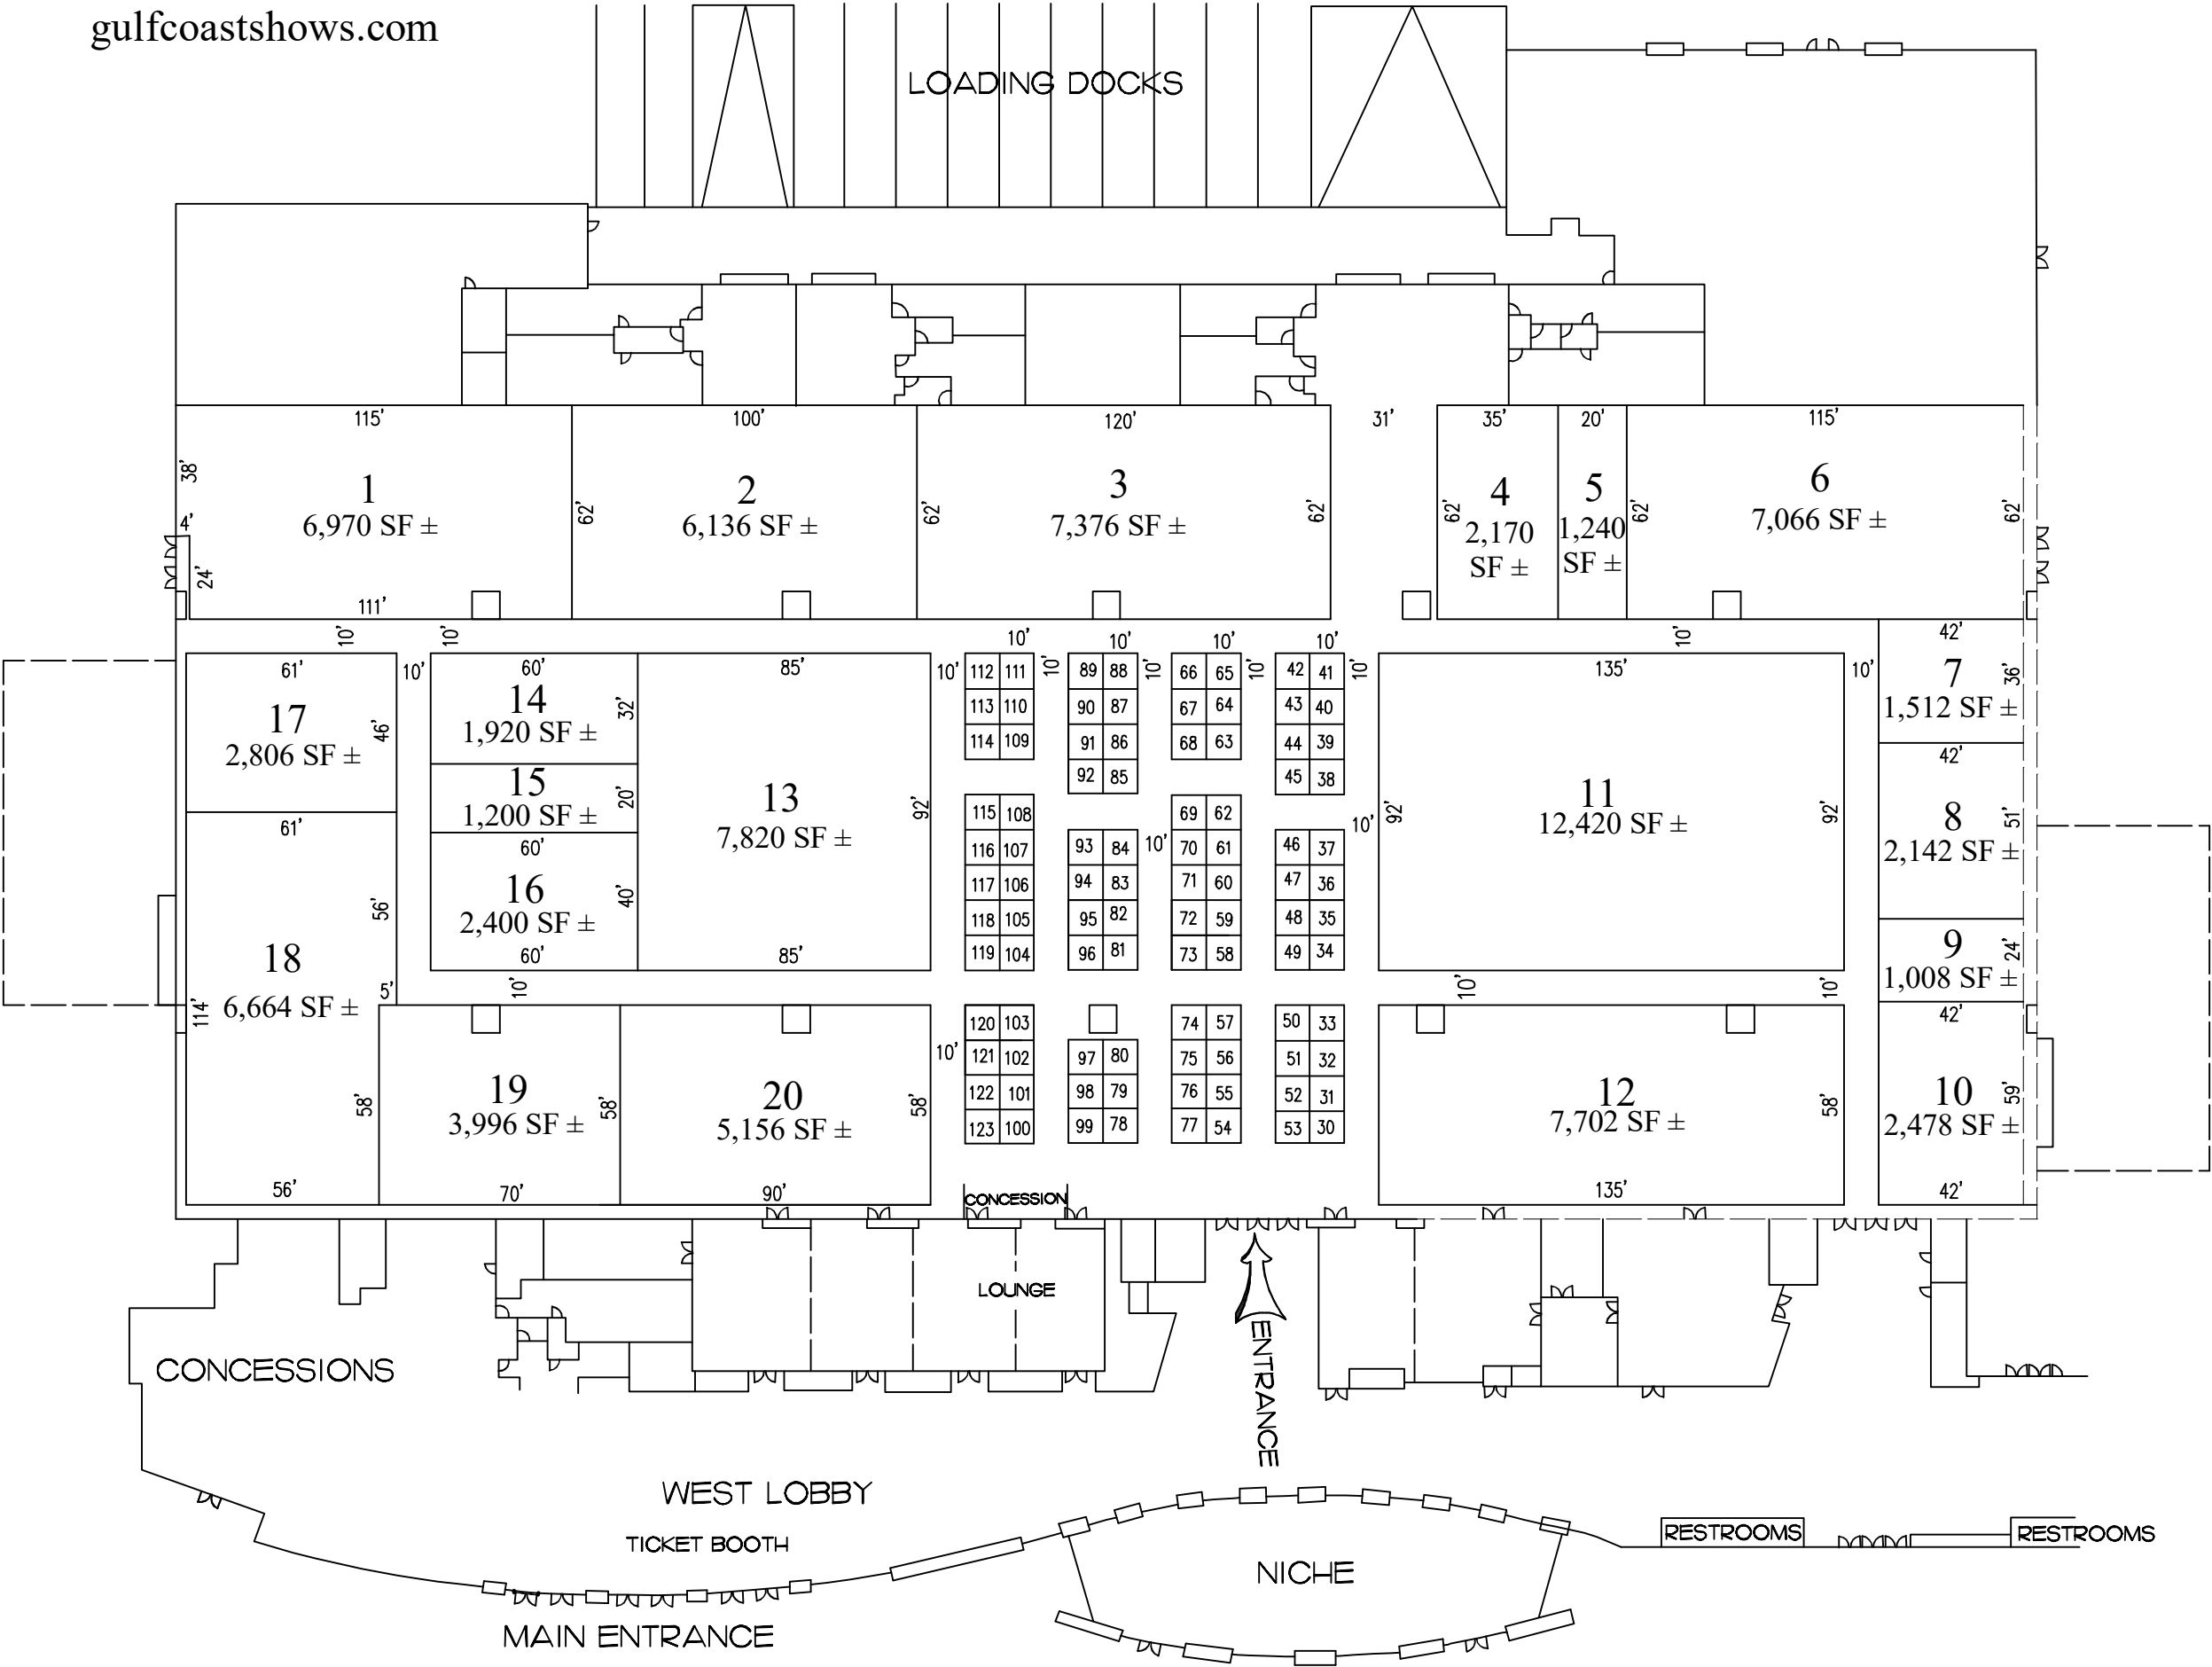 gulfcoastshows.com
LOADING DOCKS
115' 100' 120' 31' 35' 20' 115'
38' 62' 62' 62' 62' 62' 62'
1 2 3 4 5 6
6,970 SF ± 6,136 SF ± 7,376 SF ± 2,170 1,240 7,066 SF ±
SF ± SF ±
4'
24'
111'
10' 10' 10' 10' 10' 10' 10' 42'
61' 10' 60' 85' 10' 112 111 10' 89 88 10' 66 65 10' 42 41 10' 135' 10' 7 36'
14 32' 113 110 90 87 67 64 43 40 1,512 SF ±
17 46' 1,920 SF ± 114 109 91 86 68 63 44 39
2,806 SF ± 92 85 45 38 42'
15 20' 13 92' 11
1,200 SF ± 7,820 SF ± 115 108 69 62 10' 92' 12,420 SF ± 92' 8 51'
61' 60' 116 107 93 84 10' 70 61 46 37 2,142 SF ±
56' 16 40' 117 106 94 83 71 60 47 36
2,400 SF ± 118 105 95 82 72 59 48 35
18 60' 85' 119 104 96 81 73 58 49 34 9 24'
5' 10' 10' 10' 1,008 SF ±
114' 6,664 SF ± 42'
120 103 74 57 50 33
10' 121 102 97 80 75 56 51 32
58' 19 58' 20 58' 122 101 98 79 76 55 52 31 12 58' 10 59'
3,996 SF ± 5,156 SF ± 123 100 99 78 77 54 53 30 7,702 SF ± 2,478 SF ±
56' 70' 90' 135' 42'
CONCESSION
LOUNGE
ENTRANCE
CONCESSIONS
WEST LOBBY
TICKET BOOTH
RESTROOMS RESTROOMS
NICHE
MAIN ENTRANCE